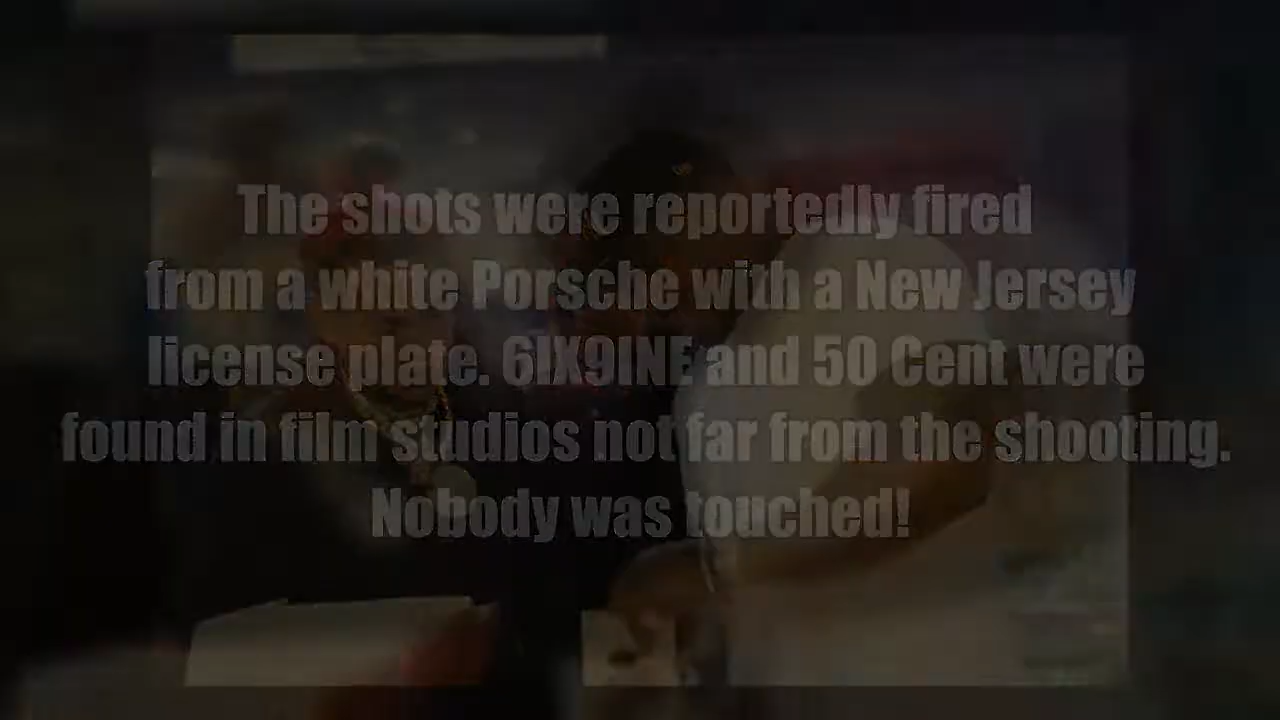 The shots were reportedly fired
from a white Porsche with a New Jersey
license plate. 6IX9INE and 50 Cent were
found in film studios not far from the shooting.
Nobody was touched!